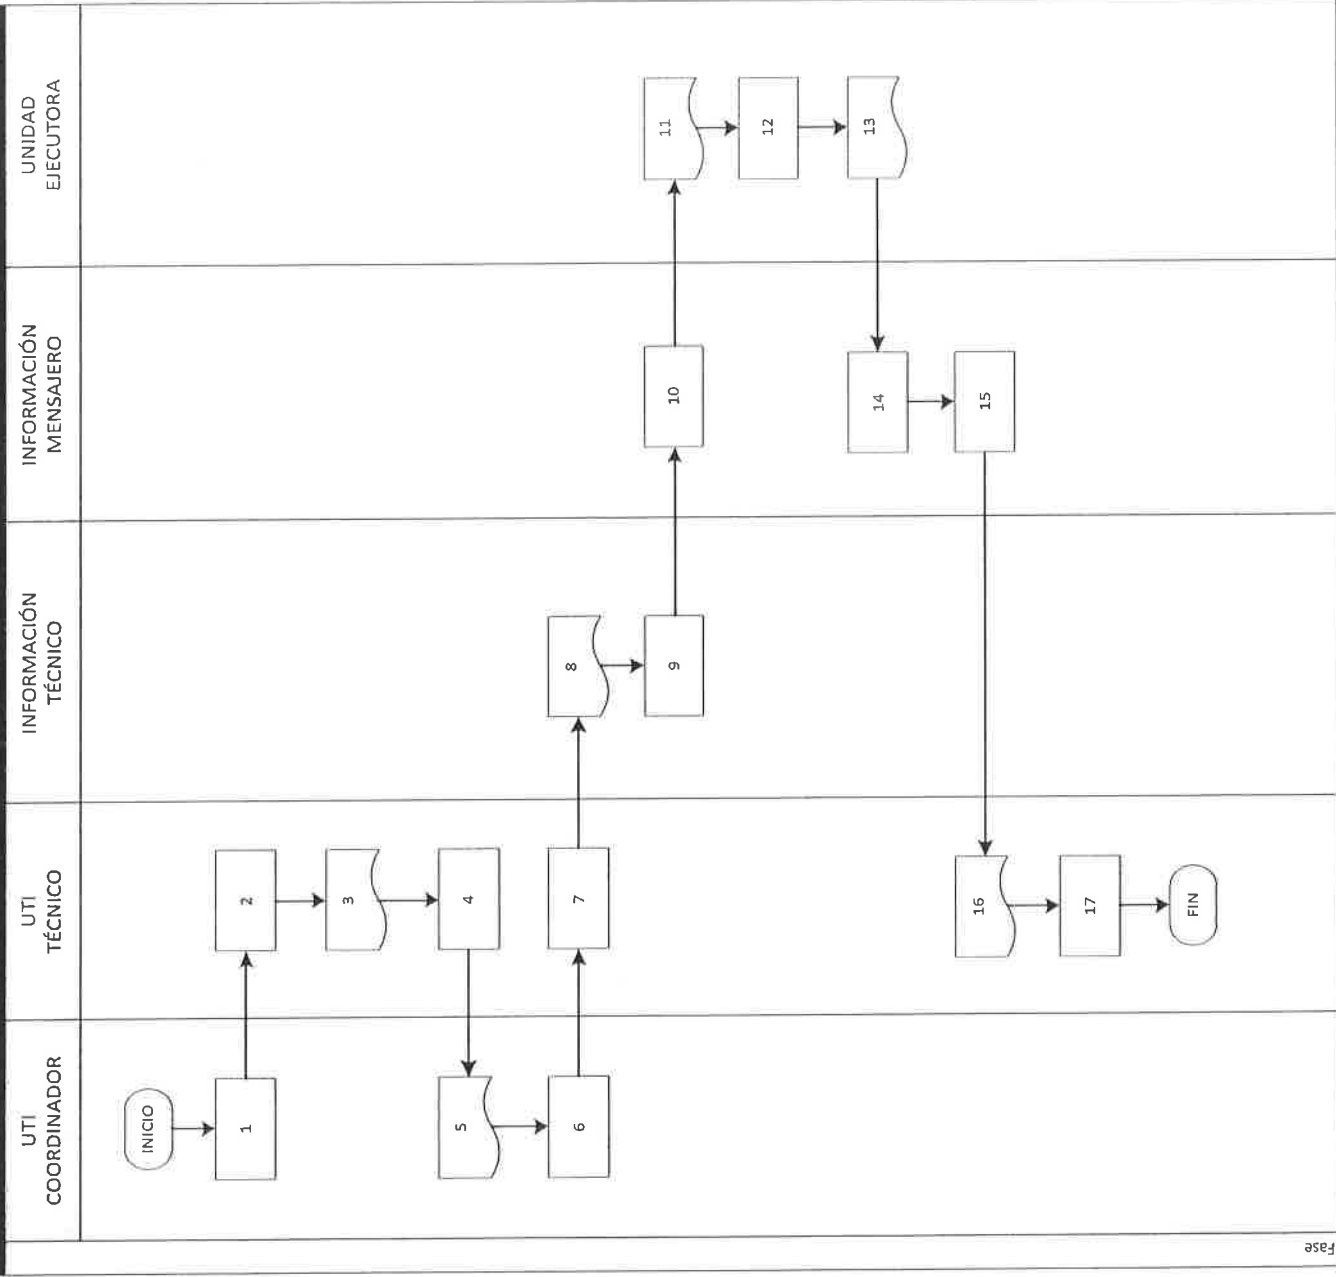 UTI
COORDINADOR
UTI
TÉCNICO
INFORMACIÓN
TÉCNICO
INFORMACIÓN
MENSAJERO
UNIDAD
EJECUTORA
INICIO
1
2
3
4
5
6
7
8
9
10
11
12
13
14
15
16
17
FIN
Fase